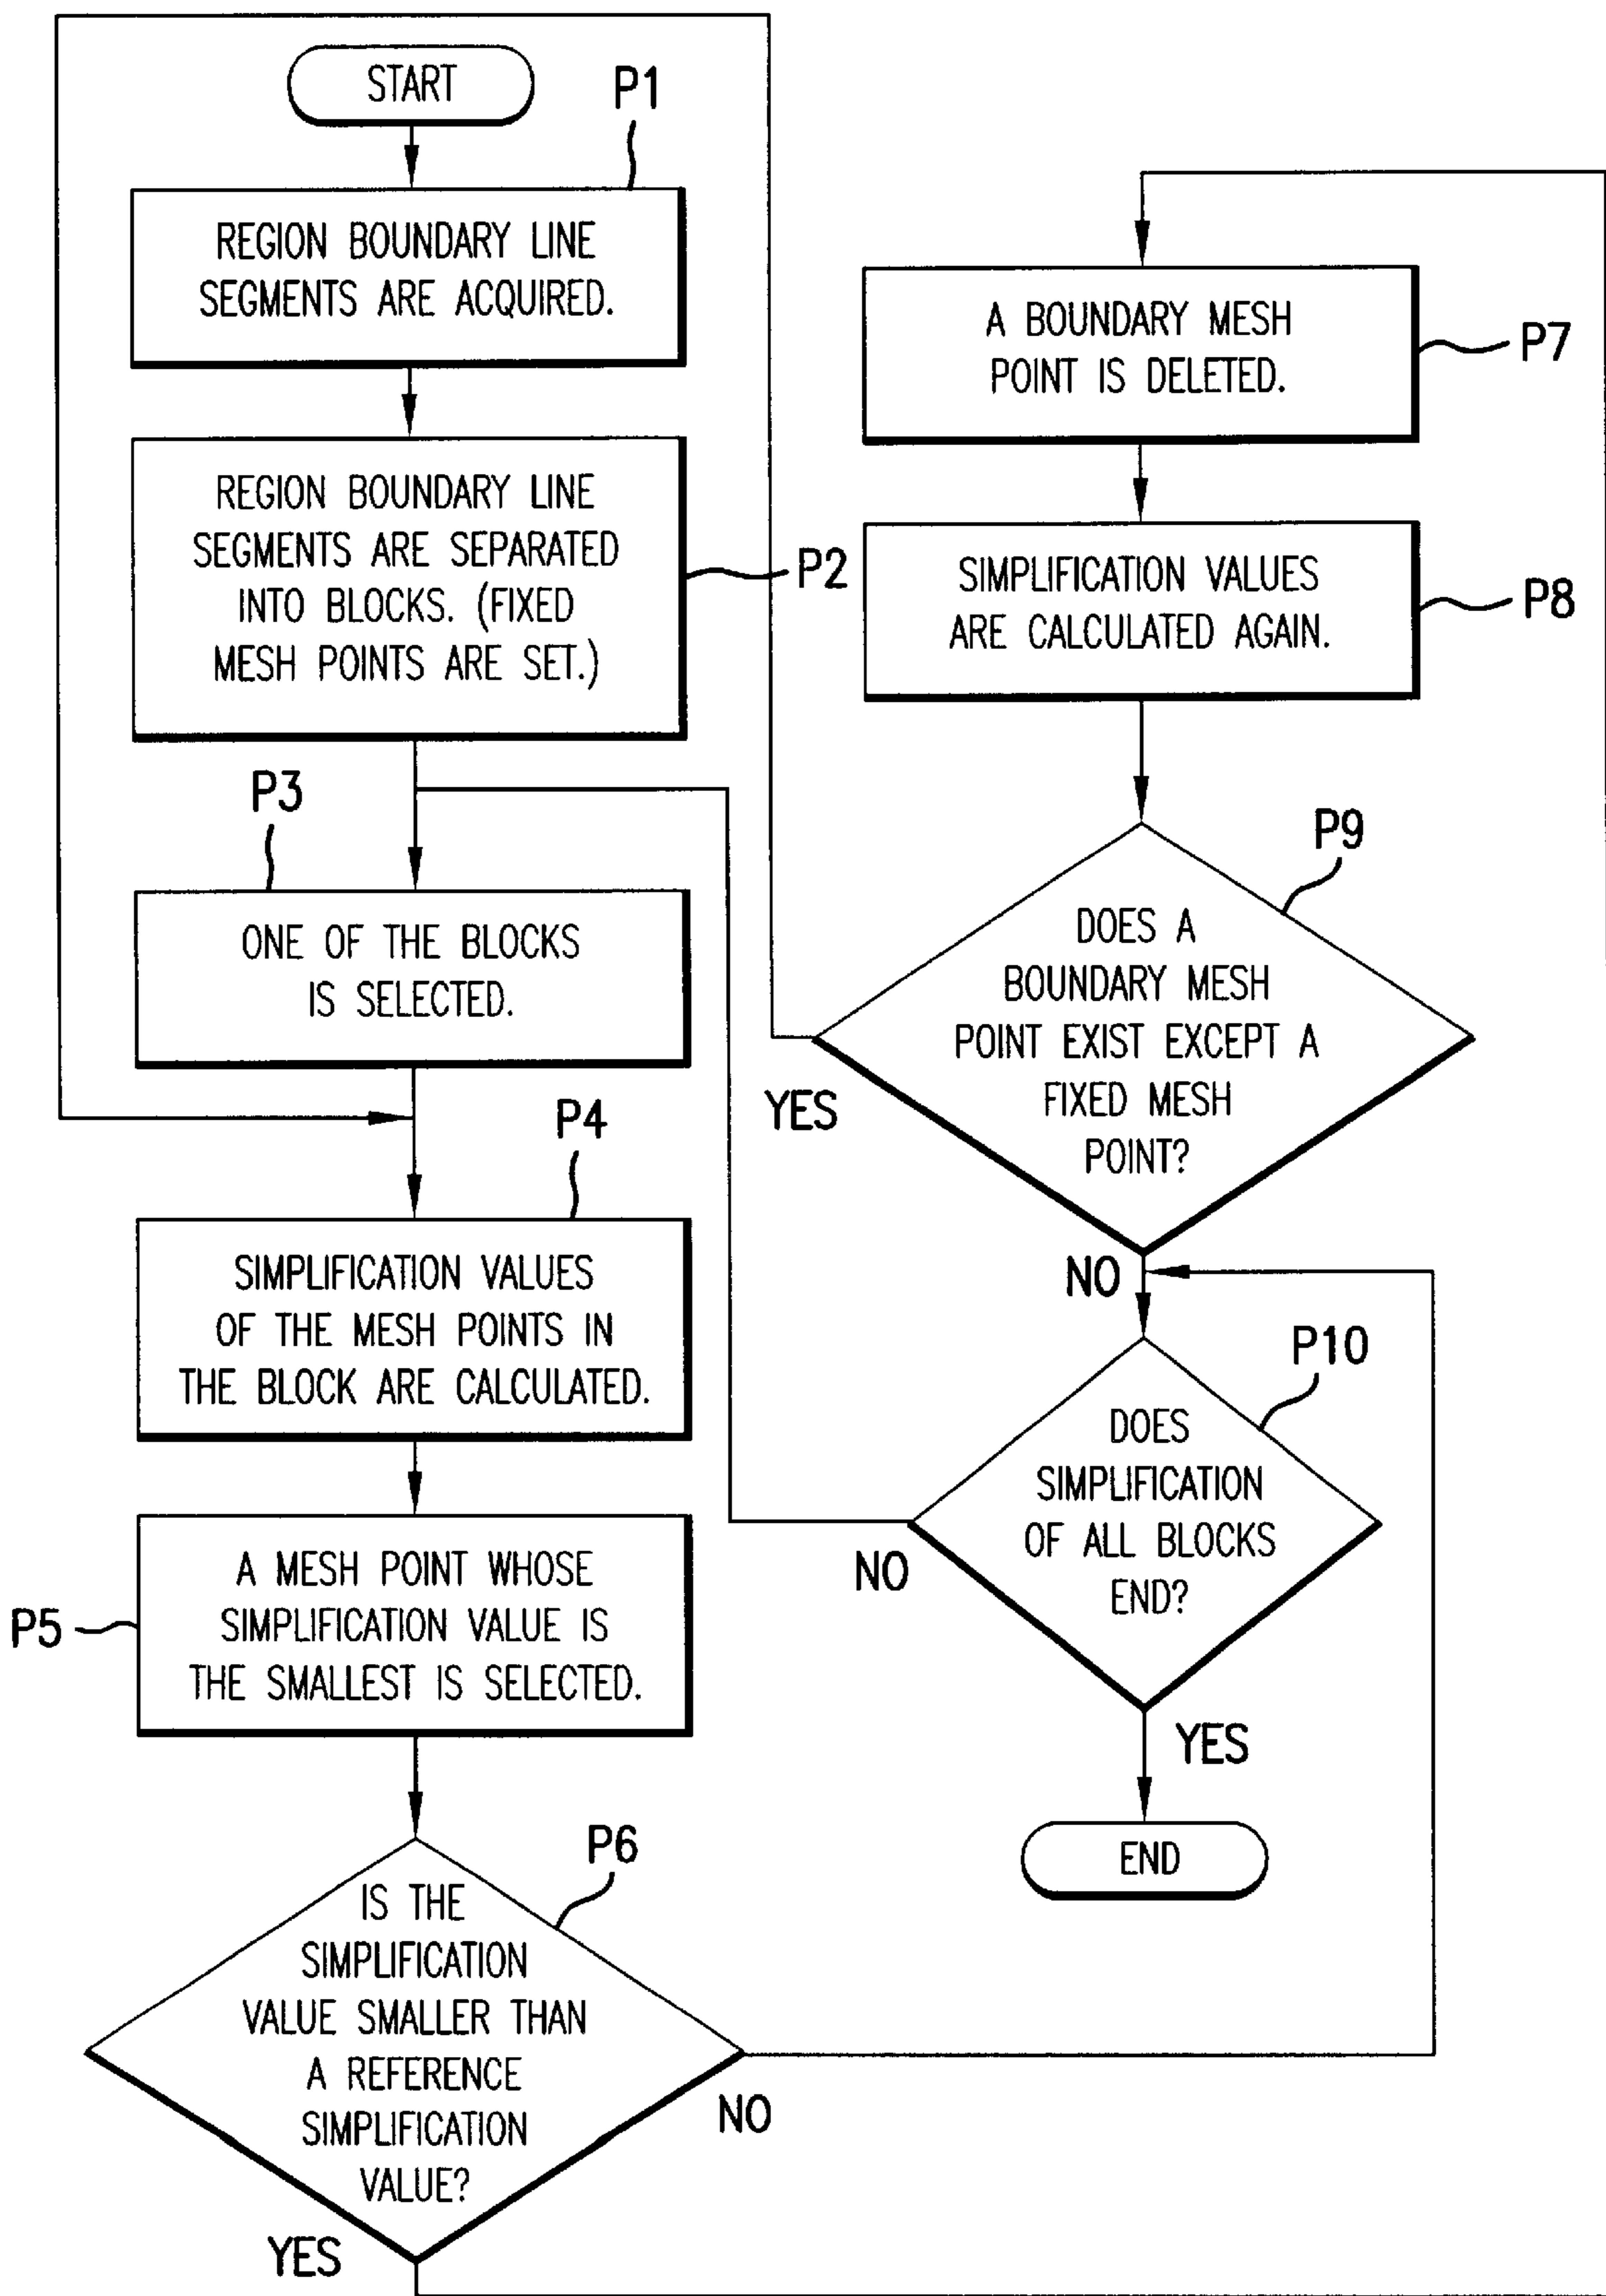 START
P1
REGION BOUNDARY LINE
SEGMENTS ARE ACQUIRED.
REGION BOUNDARY LINE
SEGMENTS ARE SEPARATED
INTO BLOCKS. (FIXED
MESH POINTS ARE SET.)
P2
P3
ONE OF THE BLOCKS
IS SELECTED.
P4
SIMPLIFICATION VALUES
OF THE MESH POINTS IN
THE BLOCK ARE CALCULATED.
P5
A MESH POINT WHOSE
SIMPLIFICATION VALUE IS
THE SMALLEST IS SELECTED.
P6
IS THE
SIMPLIFICATION
VALUE SMALLER THAN
A REFERENCE
SIMPLIFICATION
VALUE?
NO
YES
A BOUNDARY MESH
POINT IS DELETED.
P7
SIMPLIFICATION VALUES
ARE CALCULATED AGAIN.
P8
P9
DOES A
BOUNDARY MESH
POINT EXIST EXCEPT A
FIXED MESH
POINT?
YES
NO
P10
DOES
SIMPLIFICATION
OF ALL BLOCKS
END?
NO
YES
END